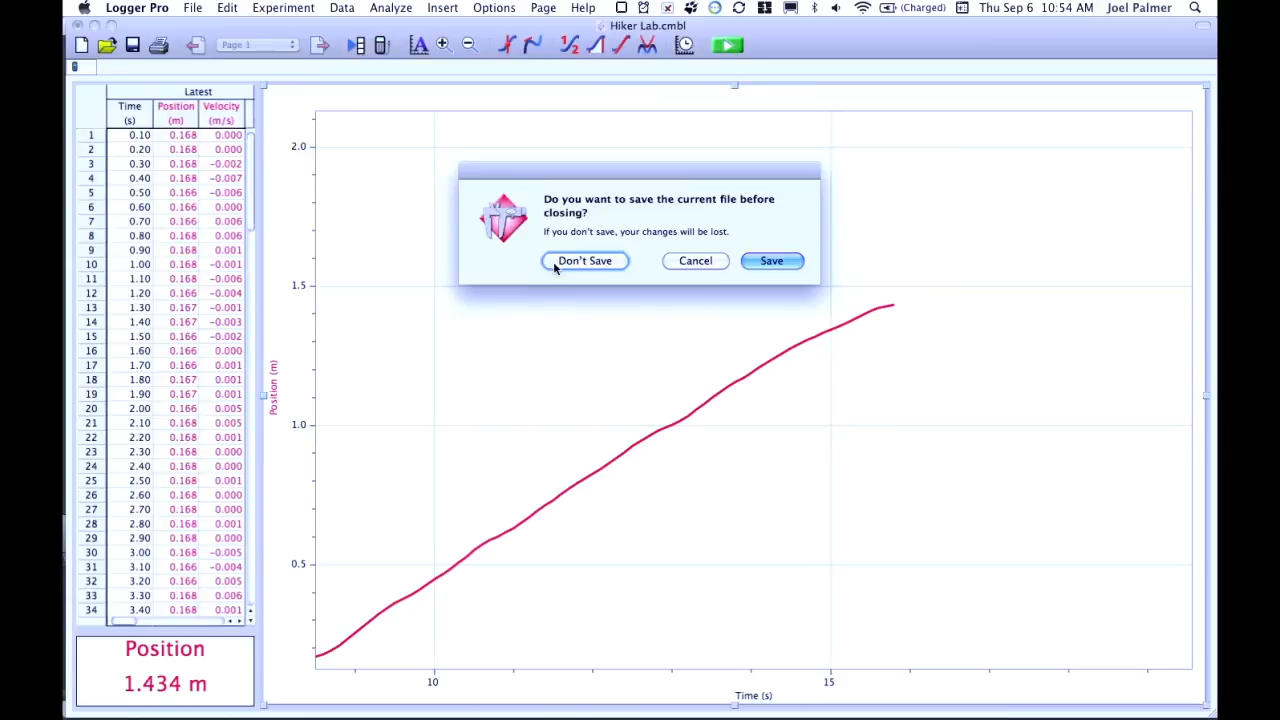 Logger Pro File Edit Experiment Data Analyze Insert Options Page Help (Charged) Thu Sep 6 10:54 AM Joel Palmer
Hiker Lab.cmbl
Page 1
Latest
Time Position Velocity
(s) (m) (m/s)
1 0.10 0.168 0.000
2 0.20 0.168 0.000
3 0.30 0.168 -0.002
4 0.40 0.168 -0.007
5 0.50 0.166 -0.006
6 0.60 0.166 0.000
7 0.70 0.166 0.006
8 0.80 0.168 0.006
9 0.90 0.168 0.001
10 1.00 0.168 -0.001
11 1.10 0.168 -0.006
12 1.20 0.166 -0.004
13 1.30 0.167 -0.001
14 1.40 0.167 -0.003
15 1.50 0.166 -0.002
16 1.60 0.166 0.000
17 1.70 0.166 0.001
18 1.80 0.167 0.001
19 1.90 0.167 0.001
20 2.00 0.166 0.005
21 2.10 0.168 0.005
22 2.20 0.168 0.001
23 2.30 0.168 0.000
24 2.40 0.168 0.000
25 2.50 0.168 0.001
26 2.60 0.168 0.000
27 2.70 0.168 0.000
28 2.80 0.168 0.001
29 2.90 0.168 0.000
30 3.00 0.168 -0.005
31 3.10 0.166 -0.004
32 3.20 0.166 0.005
33 3.30 0.168 0.006
34 3.40 0.168 0.001
Position
1.434 m
Do you want to save the current file before
closing?
If you don't save, your changes will be lost.
Don't Save Cancel Save
2.0
1.5
1.0
0.5
Position (m)
10 15
Time (s)